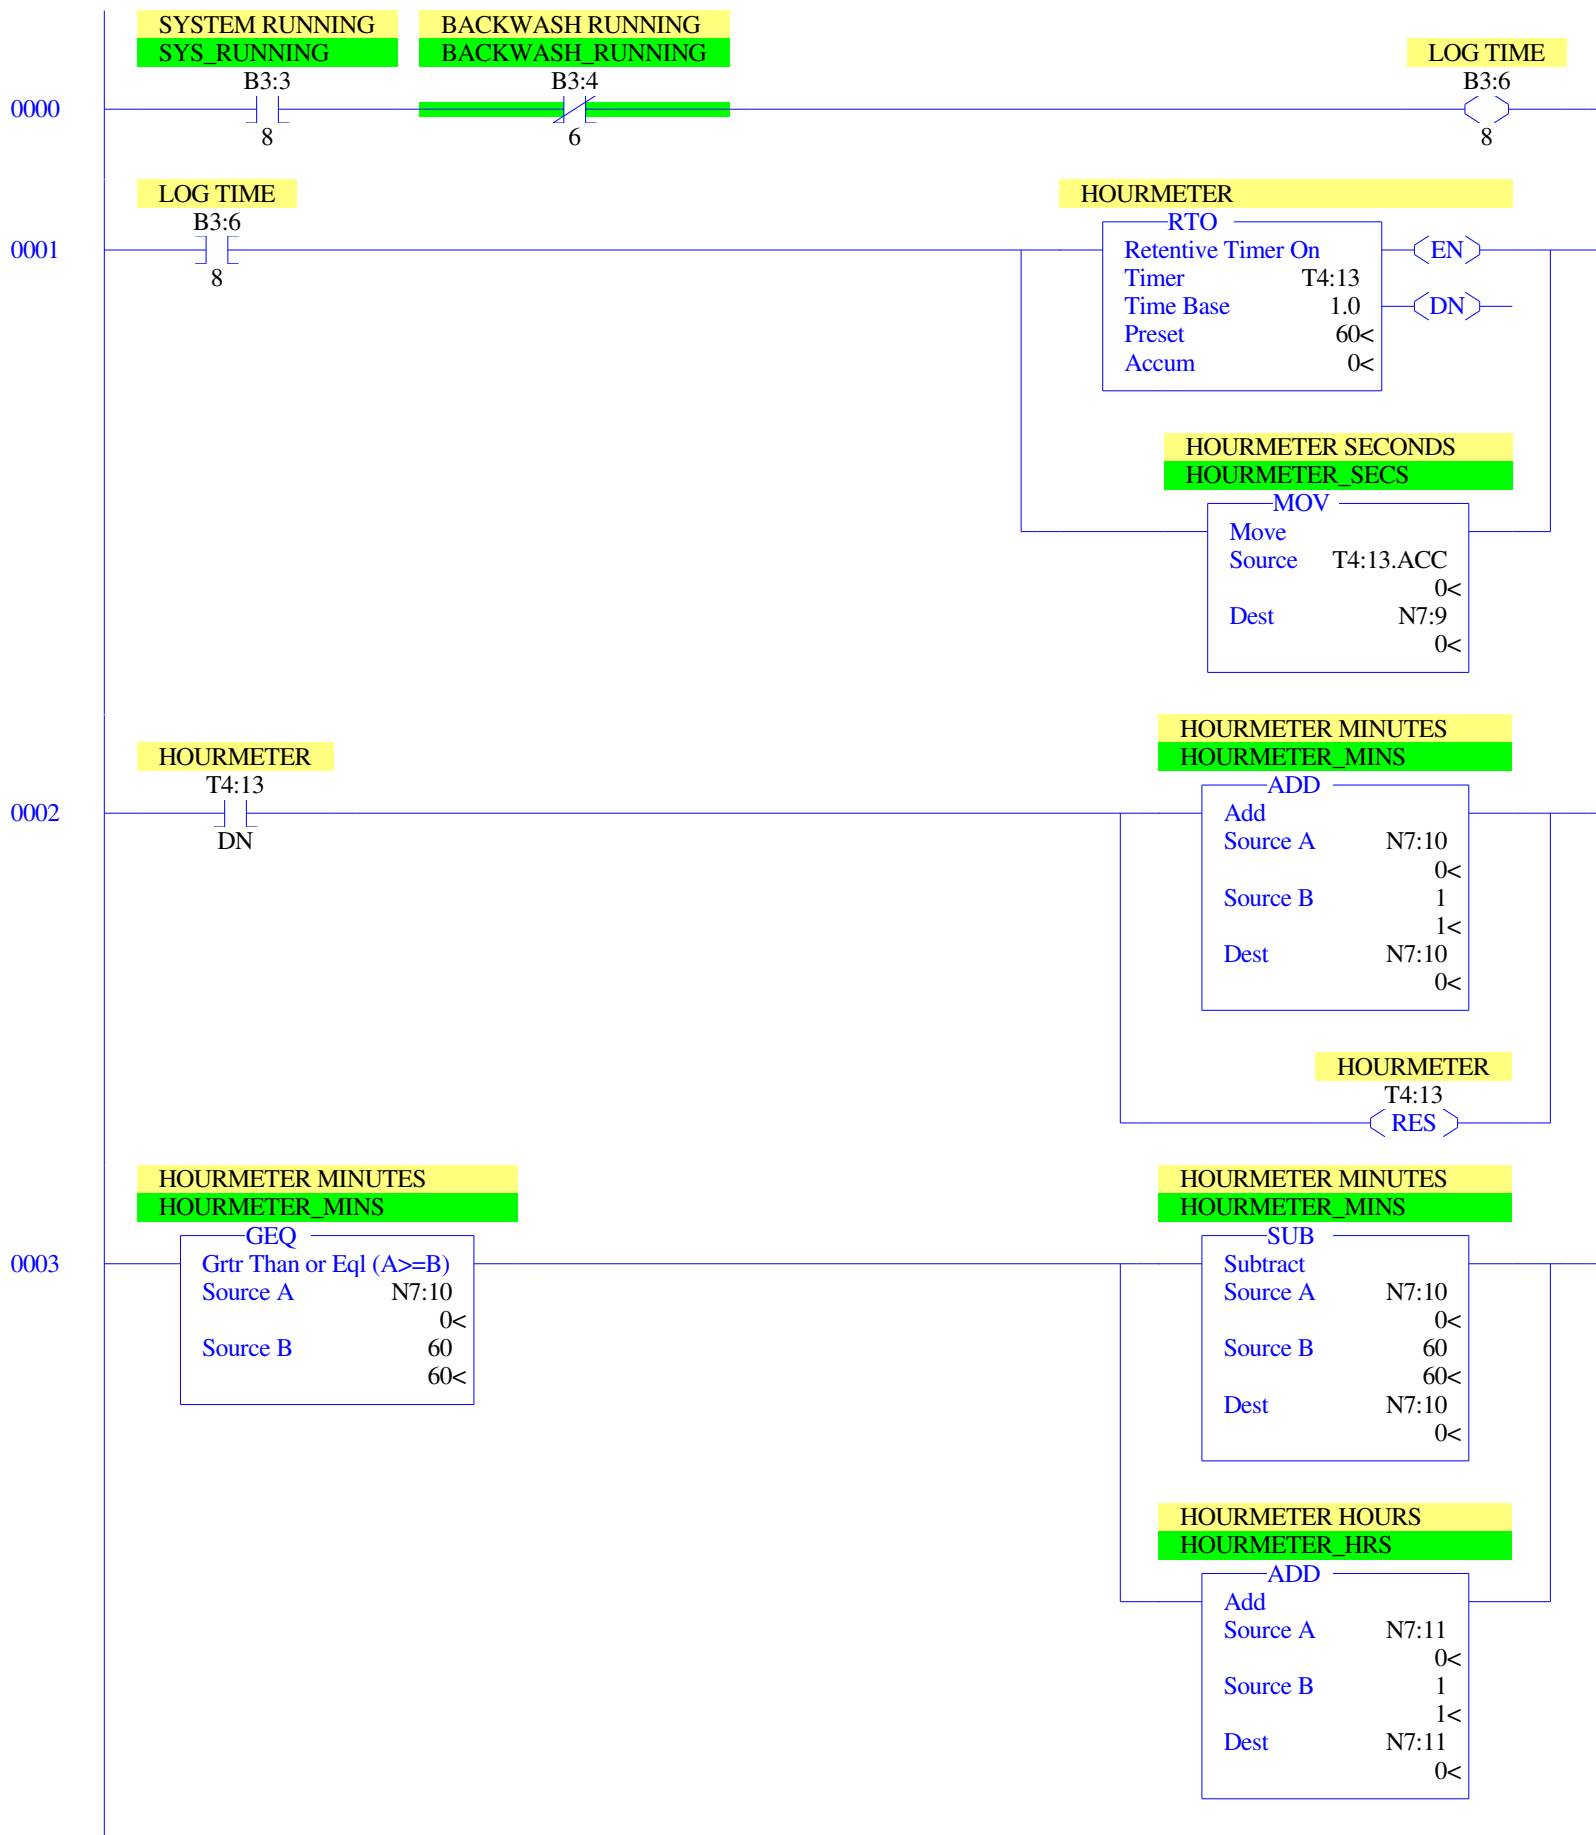 SYSTEM RUNNING
SYS_RUNNING
B3:3
8
BACKWASH RUNNING
BACKWASH_RUNNING
B3:4
6
LOG TIME
B3:6
8
0000
LOG TIME
B3:6
8
0001
HOURMETER
RTO
Retentive Timer On
Timer T4:13
Time Base 1.0
Preset 60<
Accum 0<
EN
DN
HOURMETER SECONDS
HOURMETER_SECS
MOV
Move
Source T4:13.ACC
0<
Dest N7:9
0<
HOURMETER
T4:13
DN
0002
HOURMETER MINUTES
HOURMETER_MINS
ADD
Add
Source A N7:10
0<
Source B 1
1<
Dest N7:10
0<
HOURMETER
T4:13
RES
HOURMETER MINUTES
HOURMETER_MINS
GEQ
0003
Grtr Than or Eql (A>=B)
Source A N7:10
0<
Source B 60
60<
HOURMETER MINUTES
HOURMETER_MINS
SUB
Subtract
Source A N7:10
0<
Source B 60
60<
Dest N7:10
0<
HOURMETER HOURS
HOURMETER_HRS
ADD
Add
Source A N7:11
0<
Source B 1
1<
Dest N7:11
0<